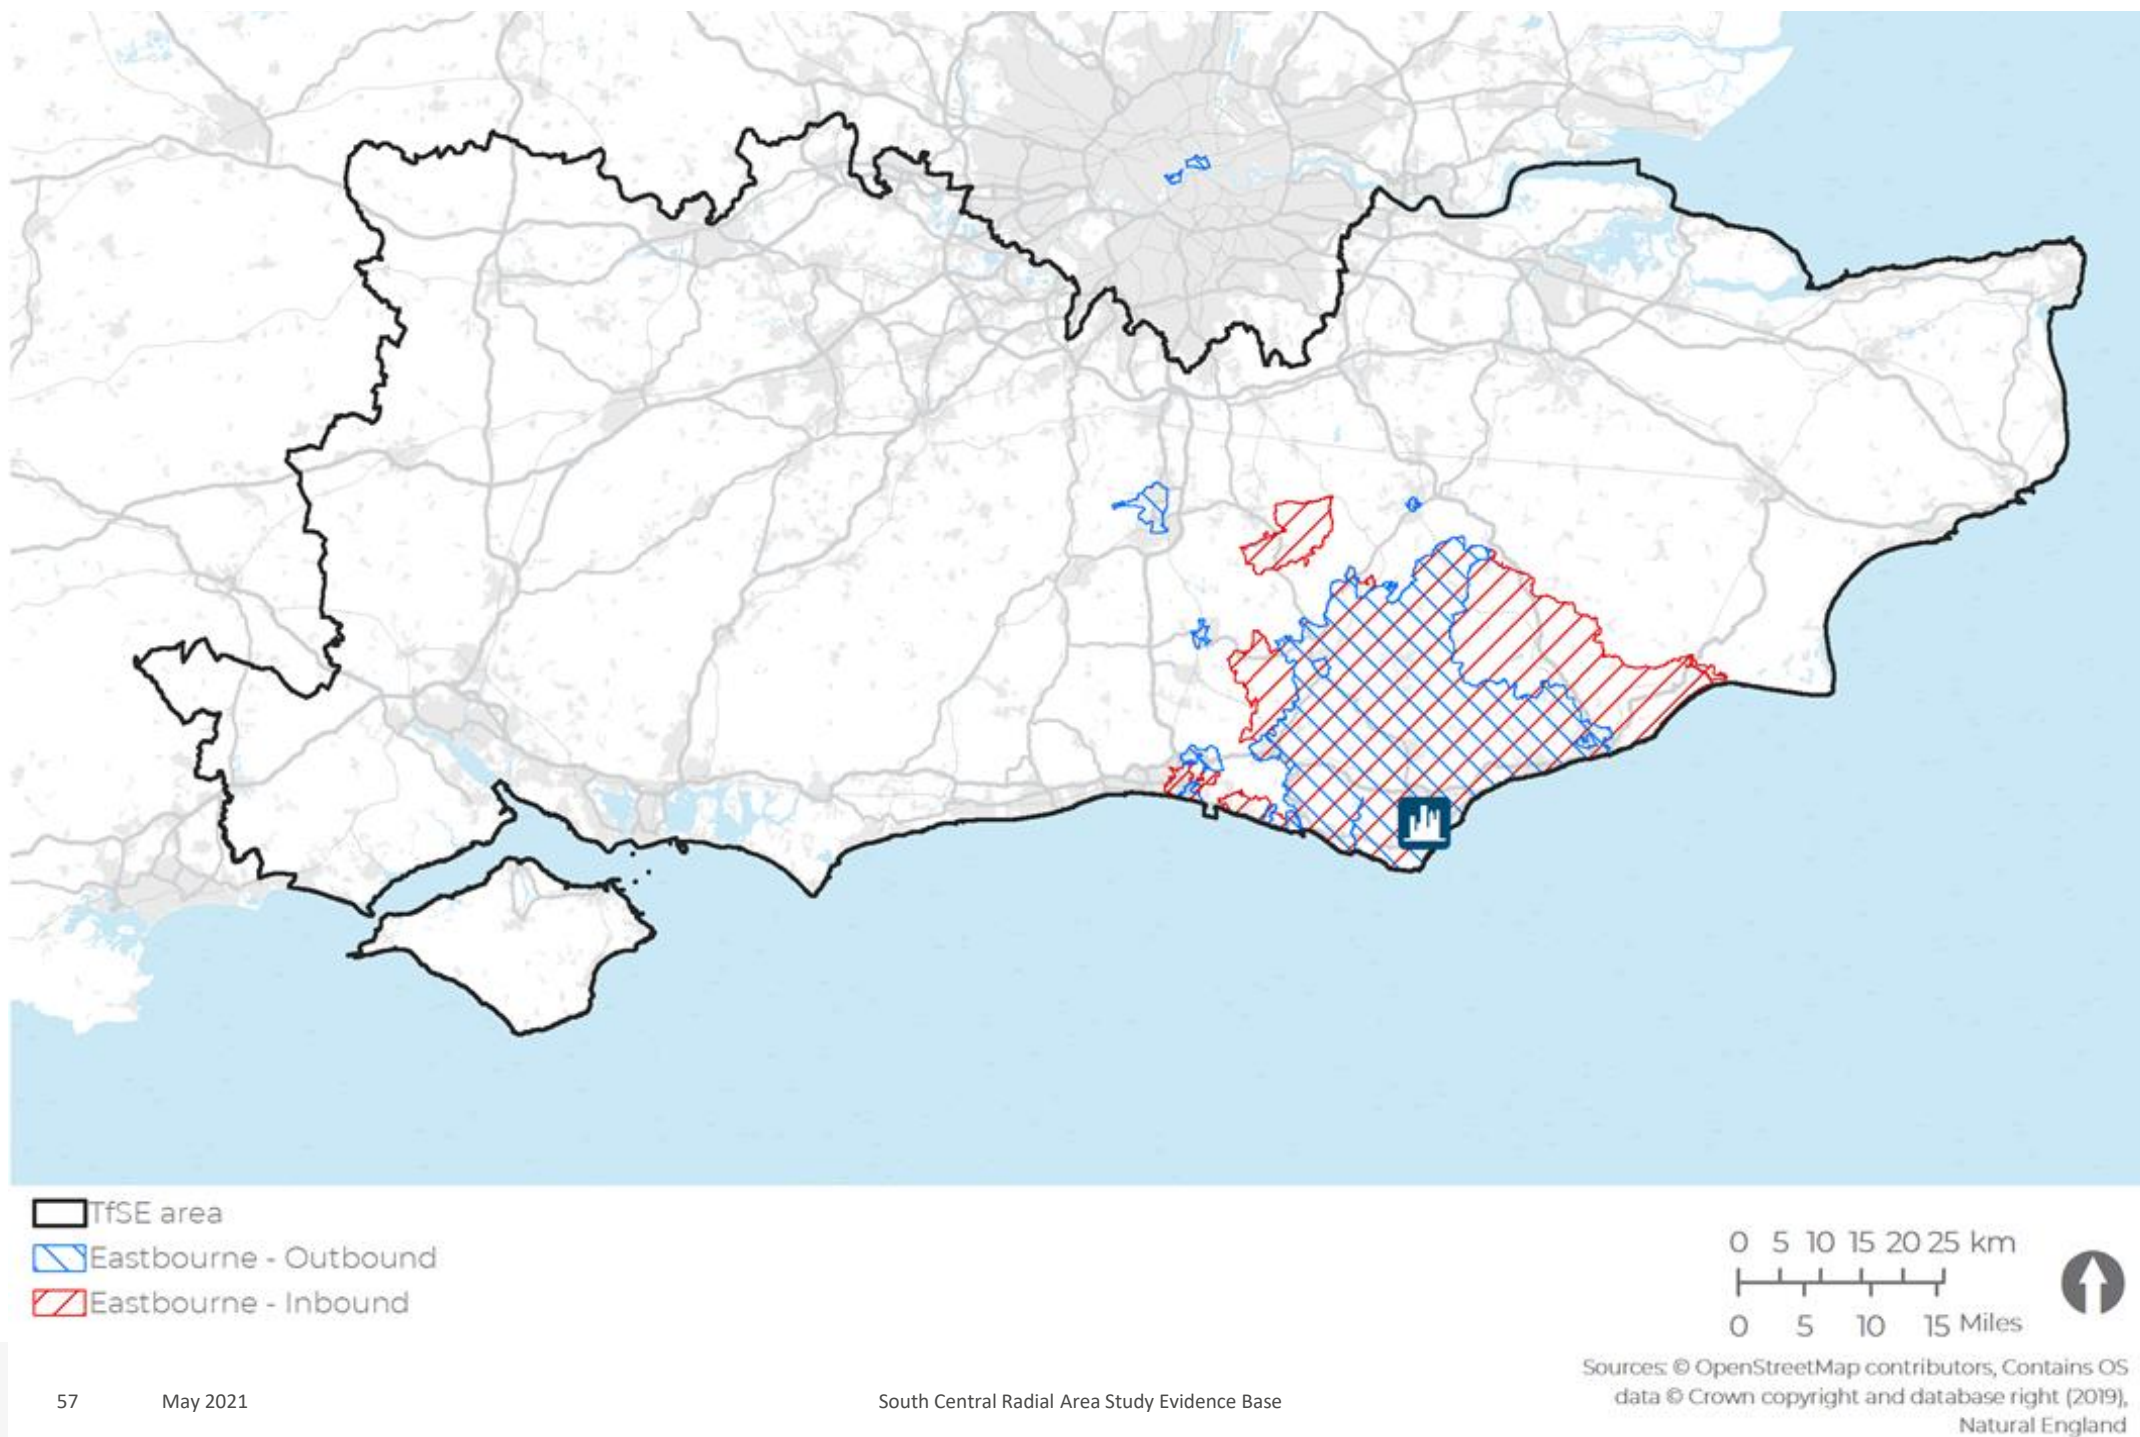 TfSE area
Eastbourne - Outbound
Eastbourne - Inbound
0 5 10 15 20 25 km
0 5 10 15 Miles
Sources: © OpenStreetMap contributors, Contains OS
data © Crown copyright and database right (2019),
Natural England
57 May 2021 South Central Radial Area Study Evidence Base